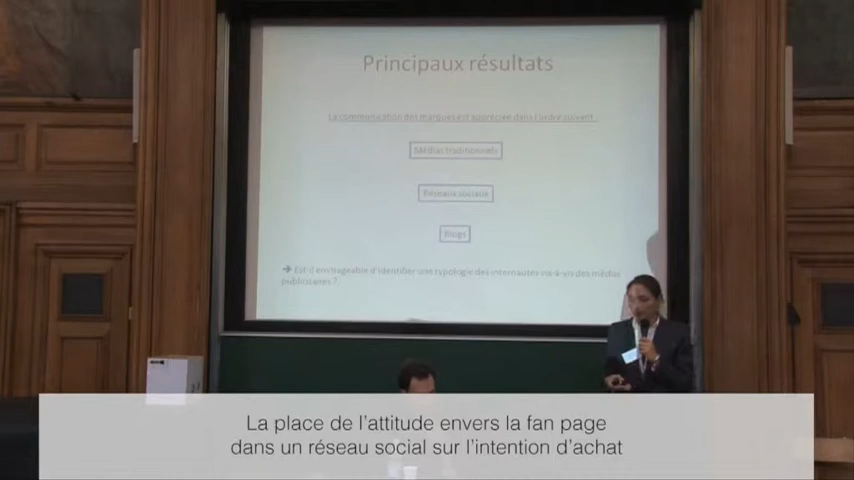 Principaux résultats
La communication des marques est appréciée dans l'ordre suivant :
Médias traditionnels
Réseaux sociaux
Blogs
➔ Est-il envisageable d'identifier une typologie des internautes vis-à-vis des médias
publicitaires ?
La place de l'attitude envers la fan page
dans un réseau social sur l'intention d'achat